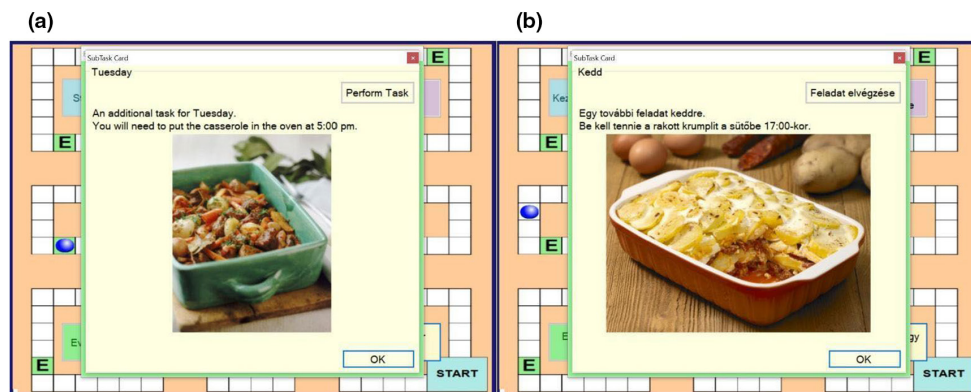 (a)
SubTask Card
Tuesday
Perform Task
An additional task for Tuesday.
You will need to put the casserole in the oven at 5:00 pm.
OK
E
E
E
START
(b)
SubTask Card
Kedd
Feladat elvégzése
Egy további feladat keddre.
Be kell tennie a rakott krumplit a sütőbe 17:00-kor.
OK
E
E
E
START